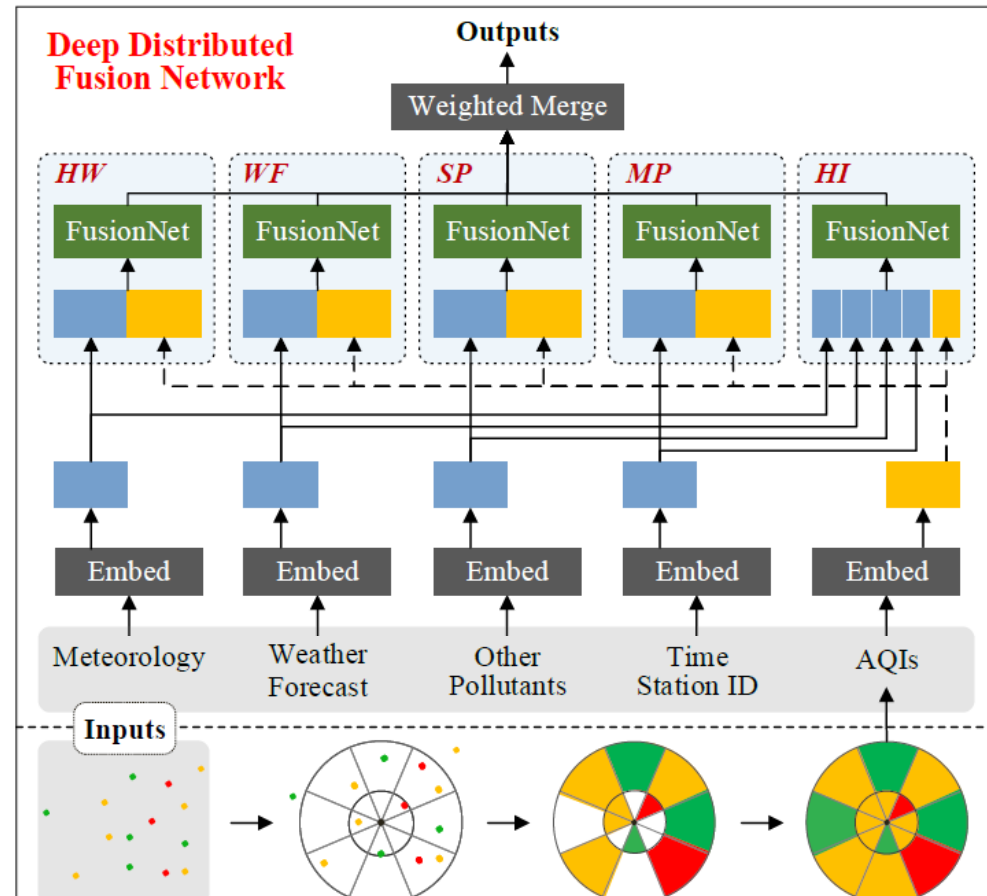 Deep Distributed
Fusion Network
Outputs
Weighted Merge
HW
WF
SP
MP
HI
FusionNet
FusionNet
FusionNet
FusionNet
FusionNet
Embed
Embed
Embed
Embed
Embed
Meteorology
Weather
Forecast
Other
Pollutants
Time
Station ID
AQIs
Inputs